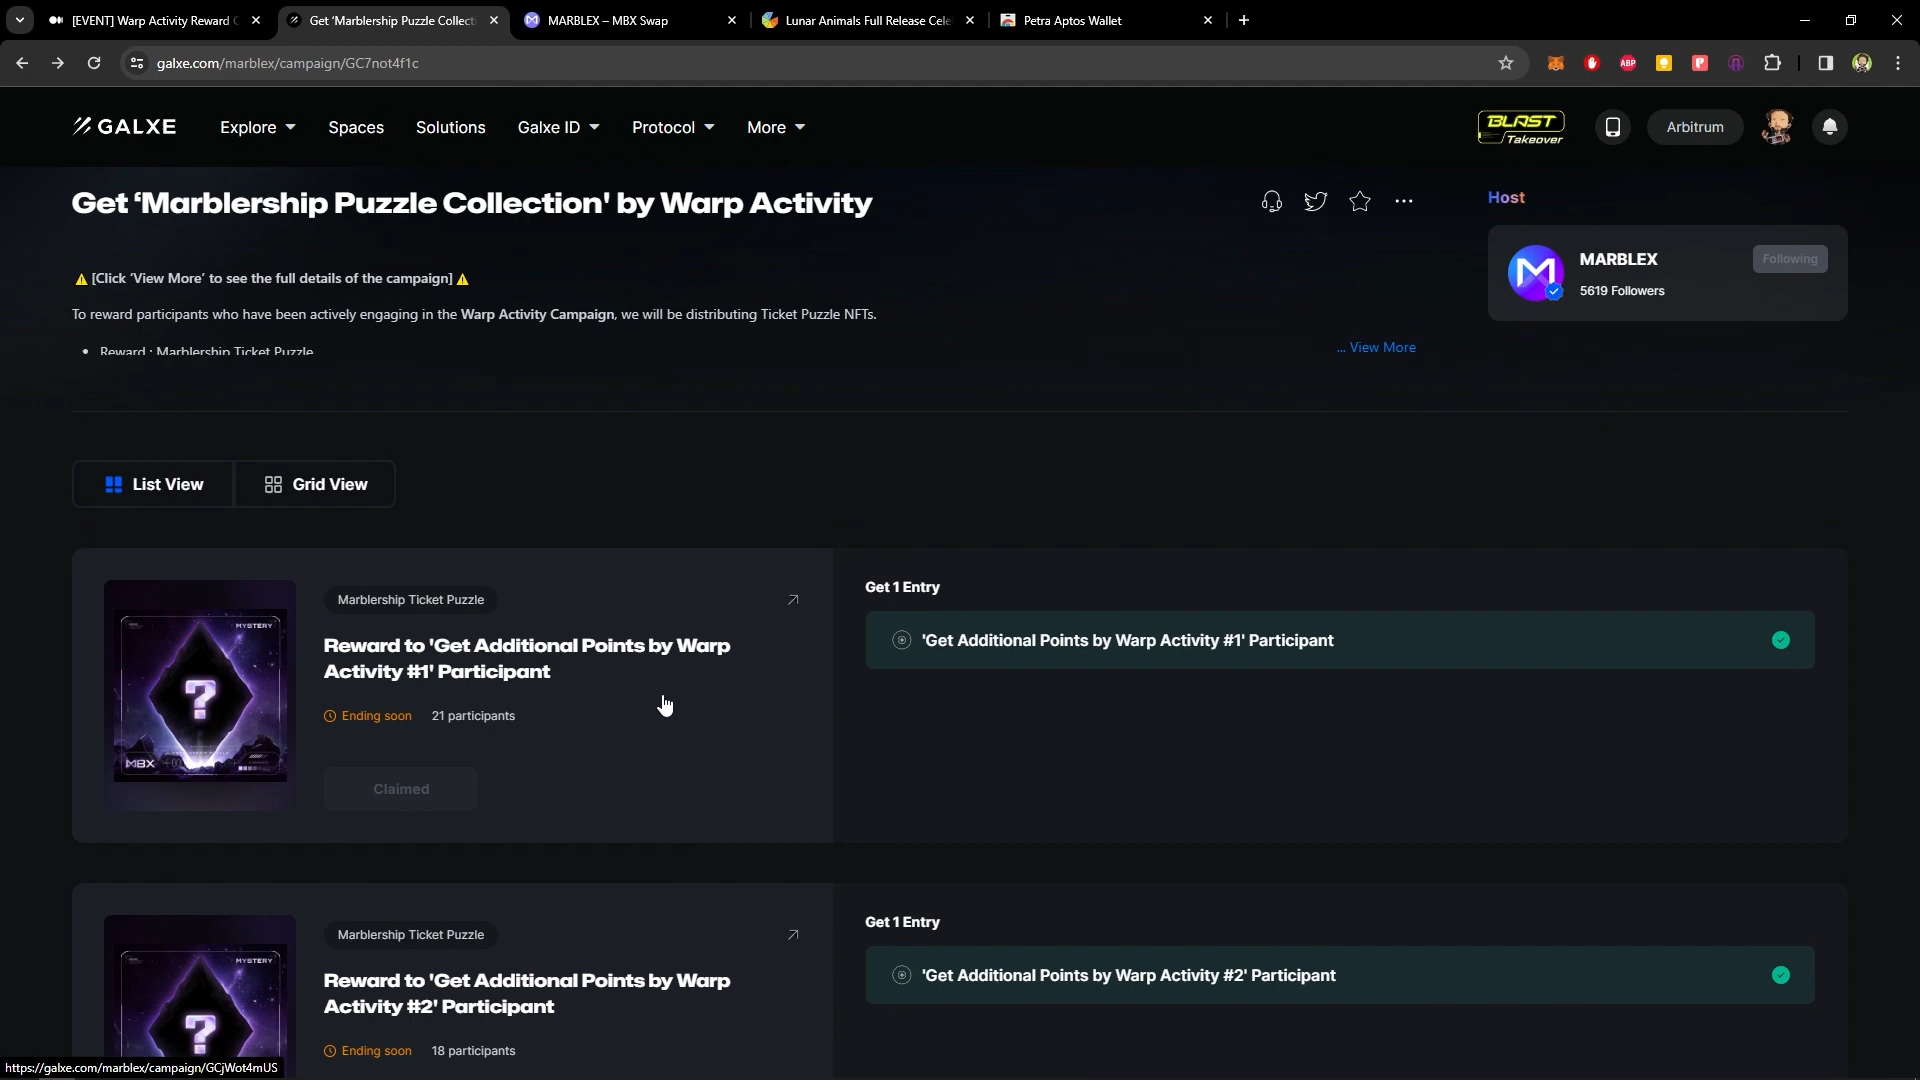 [EVENT] Warp Activity Reward C
Get ‘Marblership Puzzle Collecti
MARBLEX – MBX Swap
Lunar Animals Full Release Cele
Petra Aptos Wallet
galxe.com/marblex/campaign/GC7not4f1c
ABP
GALXE
Explore
Spaces
Solutions
Galxe ID
Protocol
More
BLAST
Takeover
Arbitrum
Get ‘Marblership Puzzle Collection' by Warp Activity
Host
MARBLEX
Following
5619 Followers
[Click ‘View More’ to see the full details of the campaign]
To reward participants who have been actively engaging in the Warp Activity Campaign, we will be distributing Ticket Puzzle NFTs.
• Reward : Marblership Ticket Puzzle
... View More
List View
Grid View
MYSTERY
MBX
Marblership Ticket Puzzle
Reward to 'Get Additional Points by Warp
Activity #1' Participant
Ending soon
21 participants
Claimed
Get 1 Entry
'Get Additional Points by Warp Activity #1' Participant
MYSTERY
Marblership Ticket Puzzle
Reward to 'Get Additional Points by Warp
Activity #2' Participant
Ending soon
18 participants
Get 1 Entry
'Get Additional Points by Warp Activity #2' Participant
https://galxe.com/marblex/campaign/GCjWot4mUS